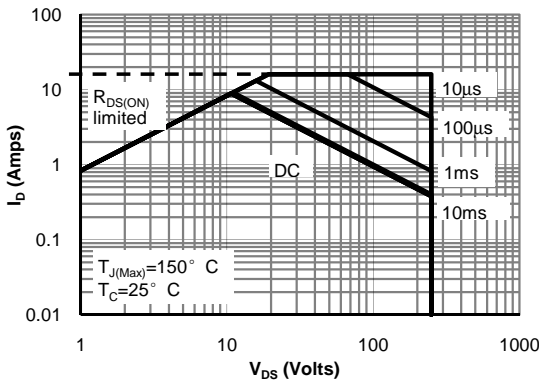 100
10
1
0.1
0.01
I_D (Amps)
R_DS(ON)
limited
10µs
100µs
DC
1ms
10ms
T_J(Max)=150° C
T_C=25° C
1
10
100
1000
V_DS (Volts)